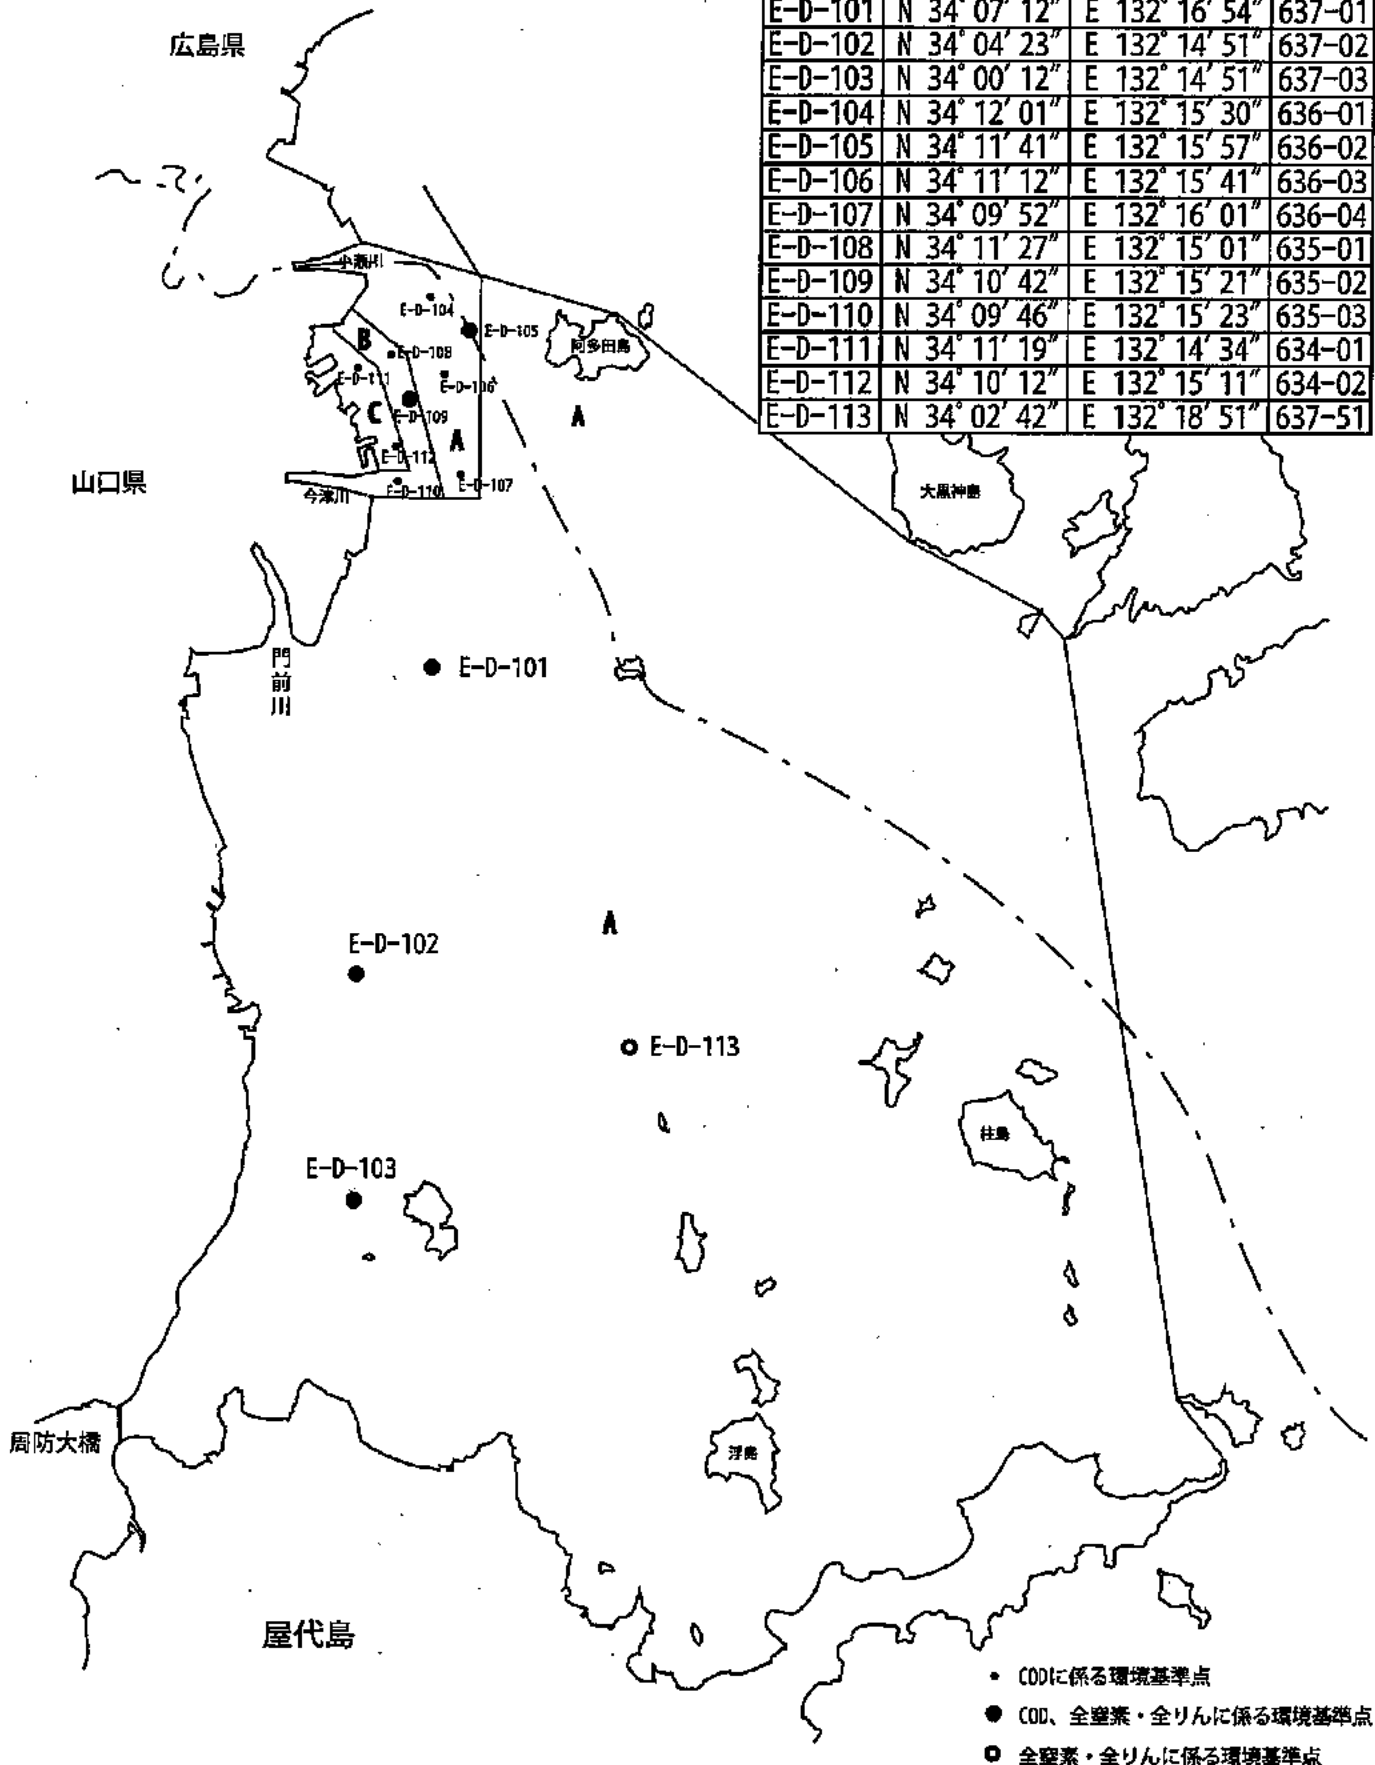 広島県
E-D-101 N 34°07′12″ E 132°16′54″ 637-01
E-D-102 N 34°04′23″ E 132°14′51″ 637-02
E-D-103 N 34°00′12″ E 132°14′51″ 637-03
E-D-104 N 34°12′01″ E 132°15′30″ 636-01
E-D-105 N 34°11′41″ E 132°15′57″ 636-02
E-D-106 N 34°11′12″ E 132°15′41″ 636-03
E-D-107 N 34°09′52″ E 132°16′01″ 636-04
E-D-108 N 34°11′27″ E 132°15′01″ 635-01
E-D-109 N 34°10′42″ E 132°15′21″ 635-02
E-D-110 N 34°09′46″ E 132°15′23″ 635-03
E-D-111 N 34°11′19″ E 132°14′34″ 634-01
E-D-112 N 34°10′12″ E 132°15′11″ 634-02
E-D-113 N 34°02′42″ E 132°18′51″ 637-51
小瀬川
E-D-104
E-D-105
B
阿多田島
E-D-108
E-D-111
E-D-106
C
E-D-109
A
A
E-D-112
山口県
E-D-107
E-D-110
今津川
大黒神島
E-D-101
門前川
A
E-D-102
E-D-113
柱島
E-D-103
周防大橋
浮島
屋代島
CODに係る環境基準点
COD、全窒素・全りんに係る環境基準点
全窒素・全りんに係る環境基準点